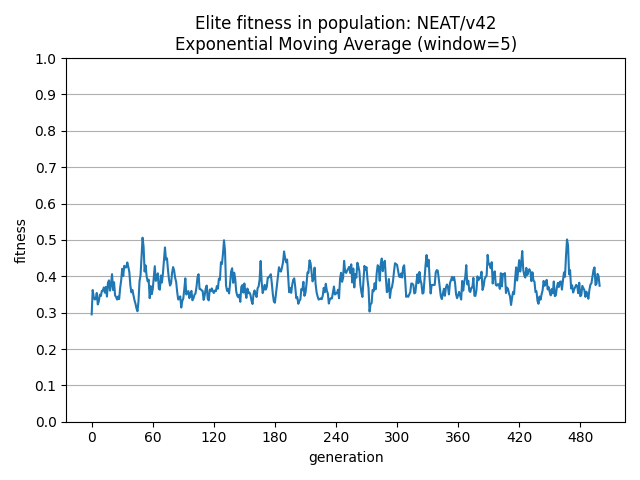 Elite fitness in population: NEAT/v42
Exponential Moving Average (window=5)
1.0
0.9
0.8
0.7
0.6
0.5
0.4
0.3
0.2
0.1
0.0
fitness
0 60 120 180 240 300 360 420 480
generation